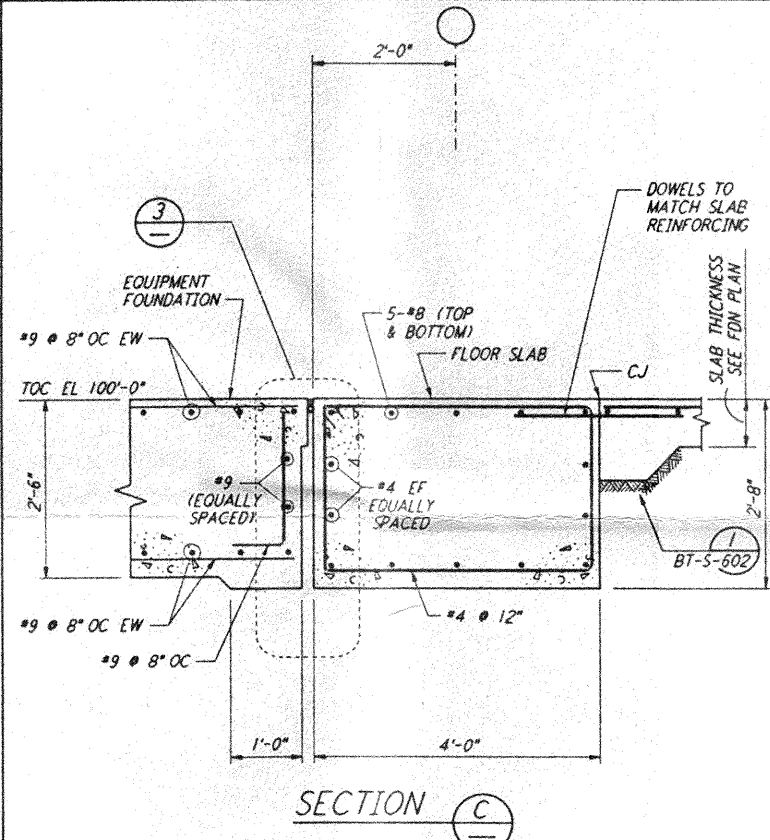 2'-0"
3
DOWELS TO
MATCH SLAB
REINFORCING
EQUIPMENT
FOUNDATION
SLAB THICKNESS
SEE FDN PLAN
5-#8 (TOP
& BOTTOM)
#9 @ 8" OC EW
FLOOR SLAB
CJ
TOC EL 100'-0"
2'-6"
#9
(EQUALLY
SPACED)
#4 EF
EQUALLY
SPACED
2'-8"
1
BT-S-602
#9 @ 8" OC EW
#4 @ 12"
#9 @ 8" OC
1'-0"
4'-0"
SECTION C